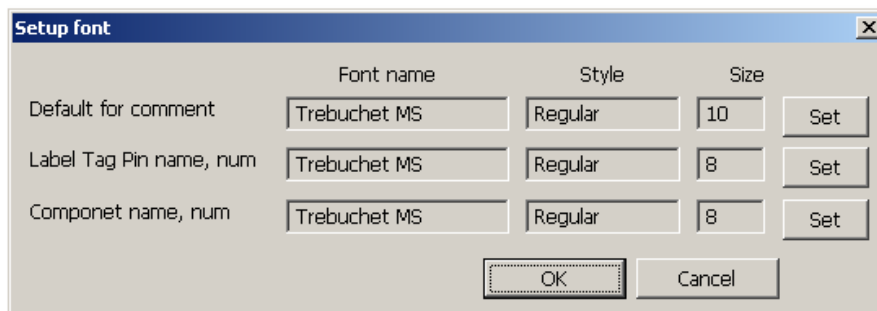 Setup font
Font name Style Size
Default for comment Trebuchet MS Regular 10 Set
Label Tag Pin name, num Trebuchet MS Regular 8 Set
Componet name, num Trebuchet MS Regular 8 Set
OK Cancel